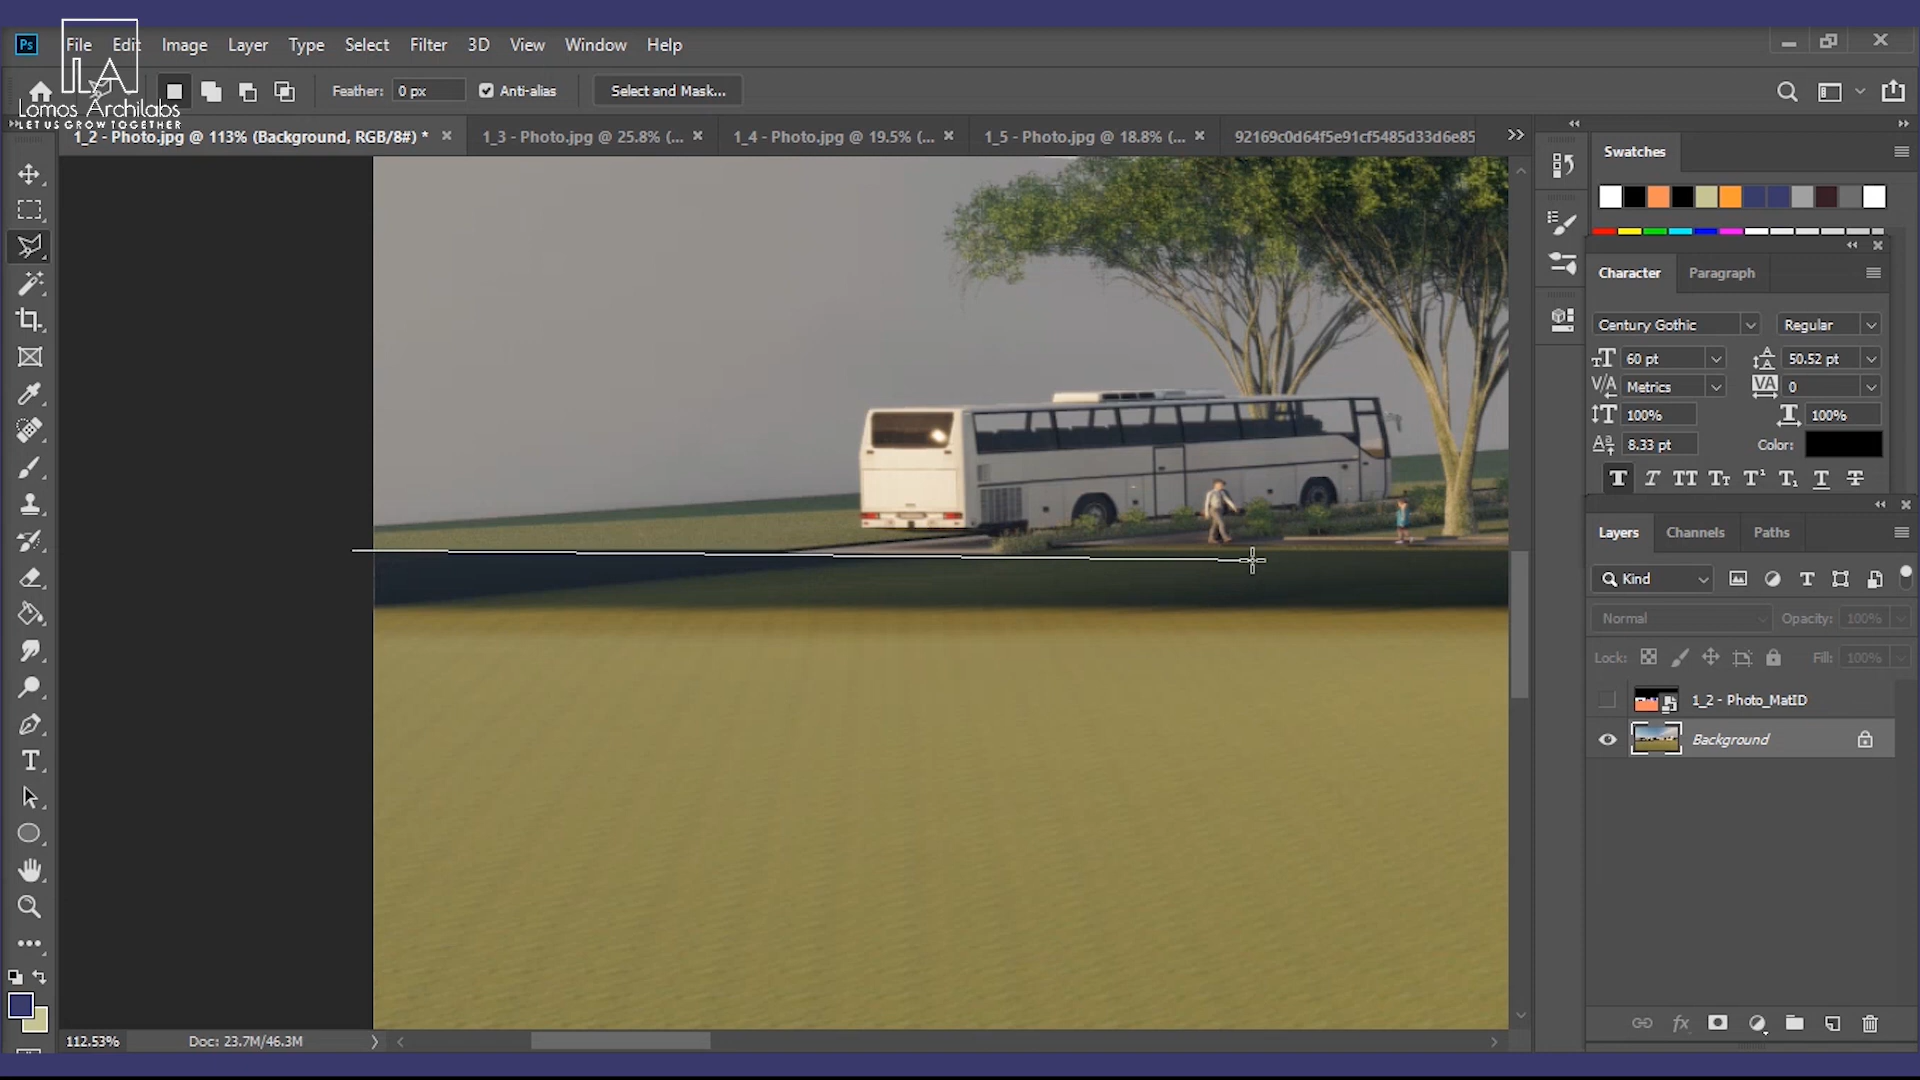 Ps File Edit Image Layer Type Select Filter 3D View Window Help
LA
Lomos Archilabs
LET US GROW TOGETHER
Feather: 0 px Anti-alias Select and Mask...
1_2 - Photo.jpg @ 113% (Background, RGB/8#) * 1_3 - Photo.jpg @ 25.8% (... 1_4 - Photo.jpg @ 19.5% (... 1_5 - Photo.jpg @ 18.8% (... 92169c0d64f5e91cf5485d33d6e85
Swatches
Character Paragraph
Century Gothic Regular
60 pt 50.52 pt
Metrics 0
100% 100%
8.33 pt Color:
Layers Channels Paths
Kind
Normal Opacity: 100%
Lock: Fill: 100%
1_2 - Photo_MatID
Background
112.53% Doc: 23.7M/46.3M